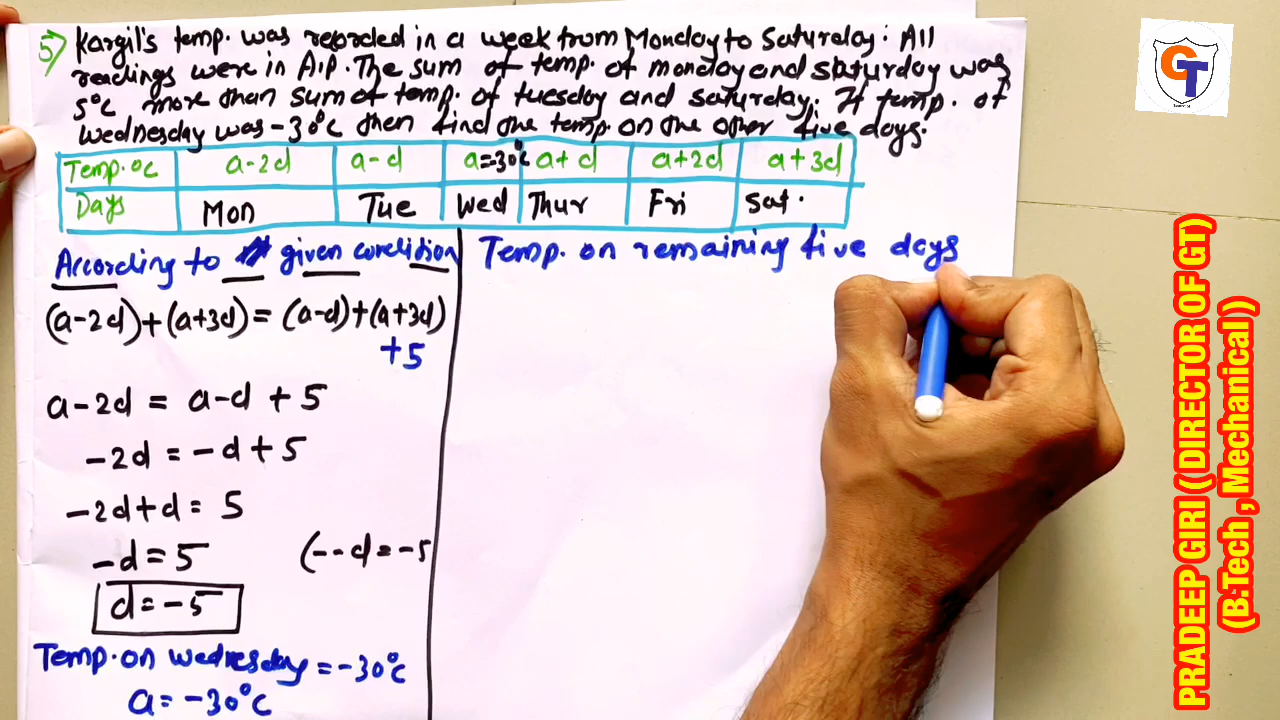 5) Kargil's temp. was recorded in a week from Monday to Saturday. All
readings were in A.P. The sum of temp. of monday and saturday was
5°C more than sum of temp. of tuesday and saturday. If temp. of
wednesday was -30°C then find the temp. on the other five days.
Temp.°C a-2d a-d a=-30°C a+d a+2d a+3d
Days Mon Tue Wed Thur Fri Sat.
According to given condition
(a-2d)+(a+3d) = (a-d)+(a+3d)
+5
a-2d = a-d+5
-2d = -d+5
-2d+d = 5
-d = 5 (--d=-5
d = -5
Temp. on wednesday = -30°C
a = -30°C
Temp. on remaining five days
GT
PRADEEP GIRI (( DIRECTOR OF GT)
(B.Tech , Mechanical )